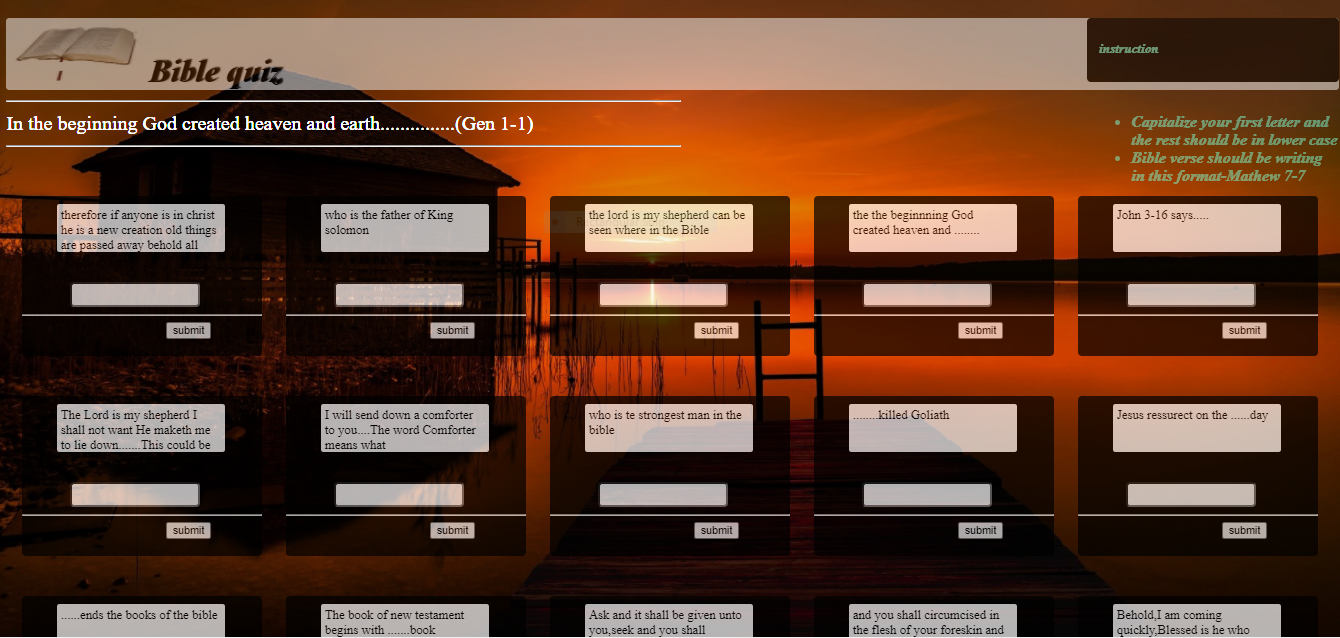 Bible quiz
instruction
In the beginning God created heaven and earth...............(Gen 1-1)
Capitalize your first letter and
the rest should be in lower case
Bible verse should be writing
in this format-Mathew 7-7
therefore if anyone is in christ
he is a new creation old things
are passed away behold all
who is the father of King
solomon
the lord is my shepherd can be
seen where in the Bible
the the beginnning God
created heaven and ........
John 3-16 says.....
submit
submit
submit
submit
submit
The Lord is my shepherd I
shall not want He maketh me
to lie down.......This could be
I will send down a comforter
to you....The word Comforter
means what
who is te strongest man in the
bible
........killed Goliath
Jesus ressurect on the ......day
submit
submit
submit
submit
submit
......ends the books of the bible
The book of new testament
begins with .......book
Ask and it shall be given unto
you,seek and you shall
and you shall circumcised in
the flesh of your foreskin and
Behold,I am coming
quickly,Blessed is he who